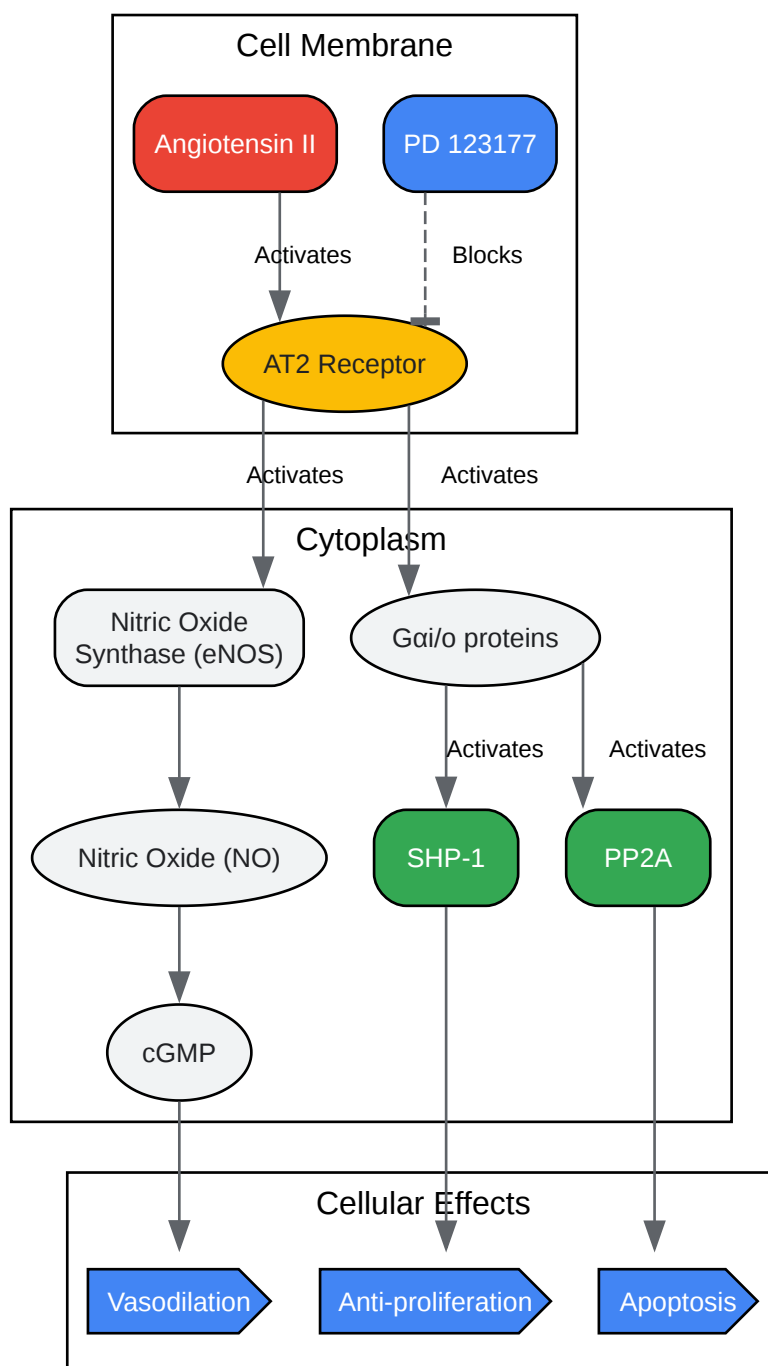 Cell Membrane
Angiotensin II
PD 123177
Activates
Blocks
AT2 Receptor
Activates
Activates
Cytoplasm
Nitric Oxide
Synthase (eNOS)
Gαi/o proteins
Activates
Activates
Nitric Oxide (NO)
SHP-1
PP2A
cGMP
Cellular Effects
Vasodilation
Anti-proliferation
Apoptosis